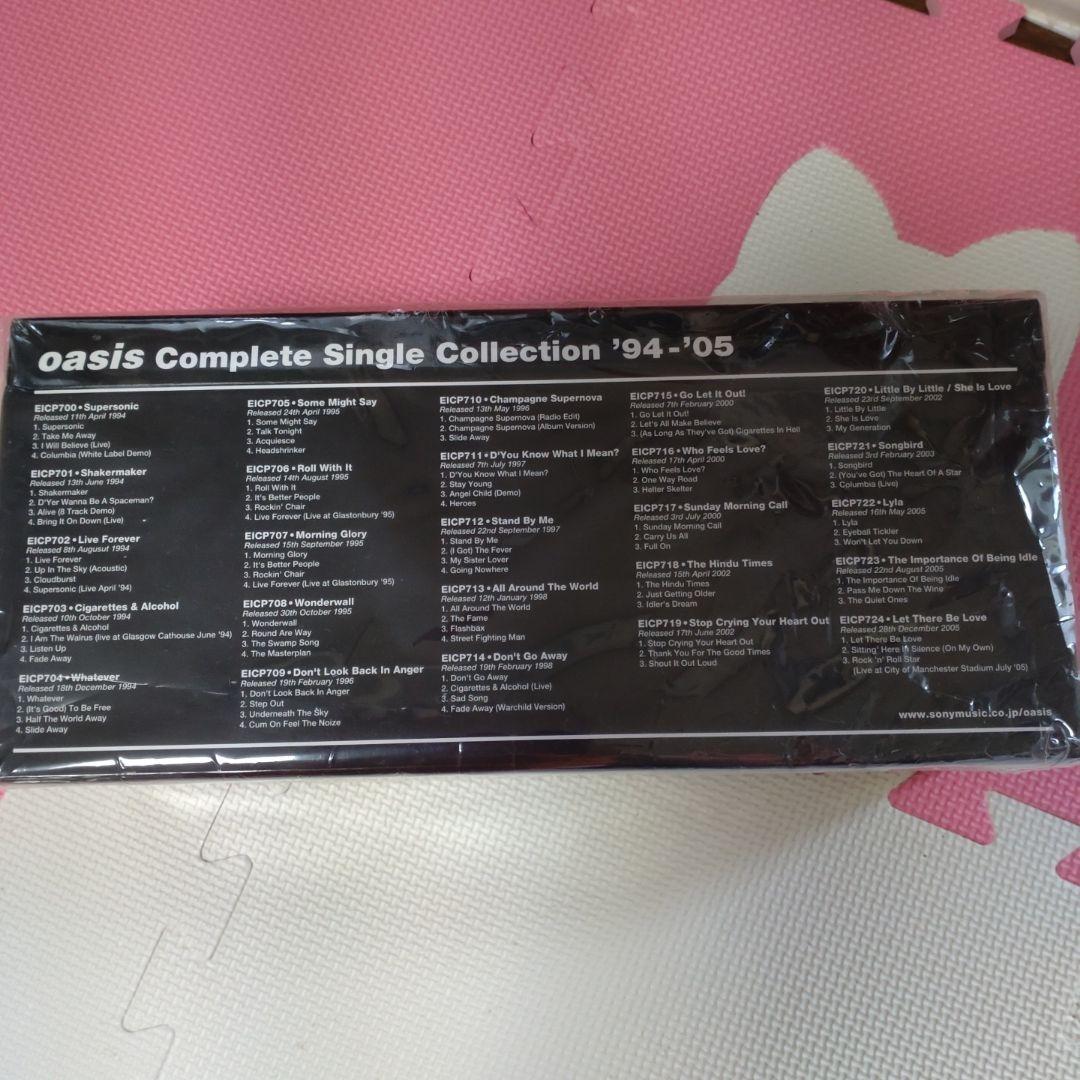 oasis Complete Single Collection '94-'05
EICP700•Supersonic
Released 11th April 1994
1. Supersonic
2. Take Me Away
3. I Will Believe (Live)
4. Columbia (White Label Demo)
EICP701•Shakermaker
Released 13th June 1994
1. Shakermaker
2. D'Yer Wanna Be A Spaceman?
3. Alive (8 Track Demo)
4. Bring It On Down (Live)
EICP702•Live Forever
Released 8th Augusut 1994
1. Live Forever
2. Up In The Sky (Acoustic)
3. Cloudburst
4. Supersonic (Live April '94)
EICP703•Cigarettes & Alcohol
Released 10th October 1994
1. Cigarettes & Alcohol
2. I Am The Walrus (live at Glasgow Cathouse June '94)
3. Listen Up
4. Fade Away
EICP704•Whatever
Released 18th December 1994
1. Whatever
2. (It's Good) To Be Free
3. Half The World Away
4. Slide Away
EICP705•Some Might Say
Released 24th April 1995
1. Some Might Say
2. Talk Tonight
3. Acquiesce
4. Headshrinker
EICP706•Roll With It
Released 14th August 1995
1. Roll With It
2. It's Better People
3. Rockin' Chair
4. Live Forever (Live at Glastonbury '95)
EICP707•Morning Glory
Released 15th September 1995
1. Morning Glory
2. It's Better People
3. Rockin' Chair
4. Live Forever (Live at Glastonbury '95)
EICP708•Wonderwall
Released 30th October 1995
1. Wonderwall
2. Round Are Way
3. The Swamp Song
4. The Masterplan
EICP709•Don't Look Back In Anger
Released 19th February 1996
1. Don't Look Back In Anger
2. Step Out
3. Underneath The Sky
4. Cum On Feel The Noize
EICP710•Champagne Supernova
Released 13th May 1996
1. Champagne Supernova (Radio Edit)
2. Champagne Supernova (Album Version)
3. Slide Away
EICP711•D'You Know What I Mean?
Released 7th July 1997
1. D'You Know What I Mean?
2. Stay Young
3. Angel Child (Demo)
4. Heroes
EICP712•Stand By Me
Released 22nd September 1997
1. Stand By Me
2. (I Got) The Fever
3. My Sister Lover
4. Going Nowhere
EICP713•All Around The World
Released 12th January 1998
1. All Around The World
2. The Fame
3. Flashbax
4. Street Fighting Man
EICP714•Don't Go Away
Released 19th February 1998
1. Don't Go Away
2. Cigarettes & Alcohol (Live)
3. Sad Song
4. Fade Away (Warchild Version)
EICP715•Go Let It Out!
Released 7th February 2000
1. Go Let It Out!
2. Let's All Make Believe
3. (As Long As They've Got) Cigarettes In Hell
EICP716•Who Feels Love?
Released 17th April 2000
1. Who Feels Love?
2. One Way Road
3. Helter Skelter
EICP717•Sunday Morning Call
Released 3rd July 2000
1. Sunday Morning Call
2. Carry Us All
3. Full On
EICP718•The Hindu Times
Released 15th April 2002
1. The Hindu Times
2. Just Getting Older
3. Idler's Dream
EICP719•Stop Crying Your Heart Out
Released 17th June 2002
1. Stop Crying Your Heart Out
2. Thank You For The Good Times
3. Shout It Out Loud
EICP720•Little By Little / She Is Love
Released 23rd September 2002
1. Little By Little
2. She Is Love
3. My Generation
EICP721•Songbird
Released 3rd February 2003
1. Songbird
2. (You've Got) The Heart Of A Star
3. Columbia (Live)
EICP722•Lyla
Released 16th May 2005
1. Lyla
2. Eyeball Tickler
3. Won't Let You Down
EICP723•The Importance Of Being Idle
Released 22nd August 2005
1. The Importance Of Being Idle
2. Pass Me Down The Wine
3. The Quiet Ones
EICP724•Let There Be Love
Released 28th December 2005
1. Let There Be Love
2. Sitting' Here In Silence (On My Own)
3. Rock 'n' Roll Star
(Live at City of Manchester Stadium July '05)
www.sonymusic.co.jp/oasis